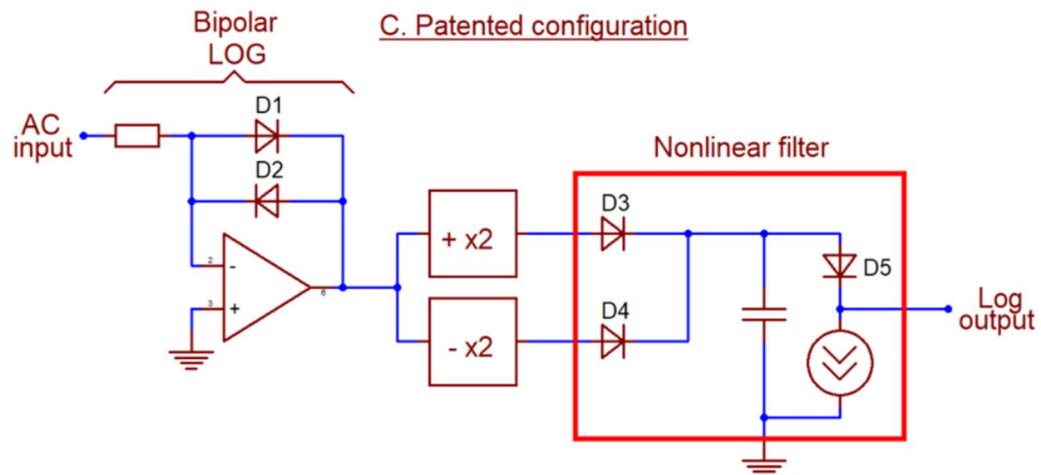 C. Patented configuration
Bipolar
LOG
AC
input
D1
D2
2
-
3
+
6
+ x2
- x2
Nonlinear filter
D3
D4
D5
Log
output